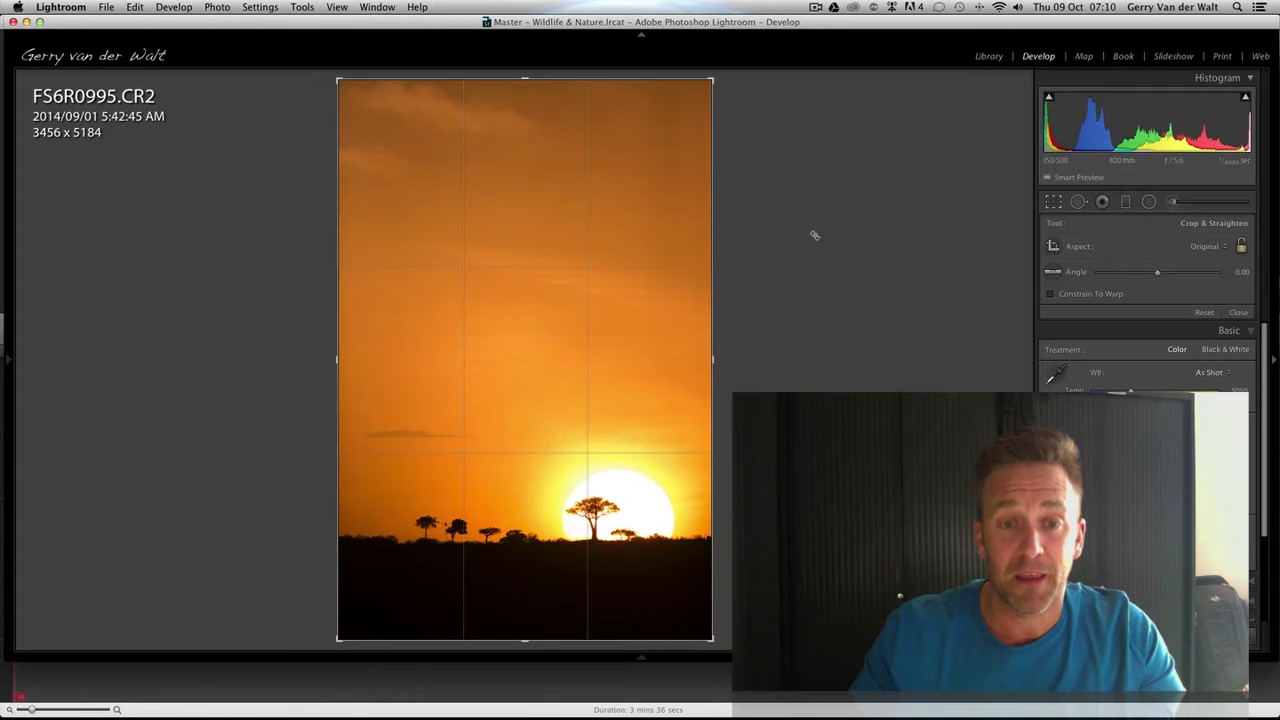 Lightroom File Edit Develop Photo Settings Tools View Window Help 4 Thu 09 Oct 07:10 Gerry Van der Walt
Master – Wildlife & Nature.lrcat – Adobe Photoshop Lightroom – Develop
Gerry van der Walt
Library | Develop | Map | Book | Slideshow | Print | Web
FS6R0995.CR2
2014/09/01 5:42:45 AM
3456 x 5184
Histogram
ISO 500 800 mm f / 5,6
Smart Preview
Tool: Crop & Straighten
Aspect: Original
Angle 0,00
Constrain To Warp
Reset Close
Basic
Treatment: Color Black & White
WB: As Shot
Temp 5050
Duration: 3 mins 36 secs